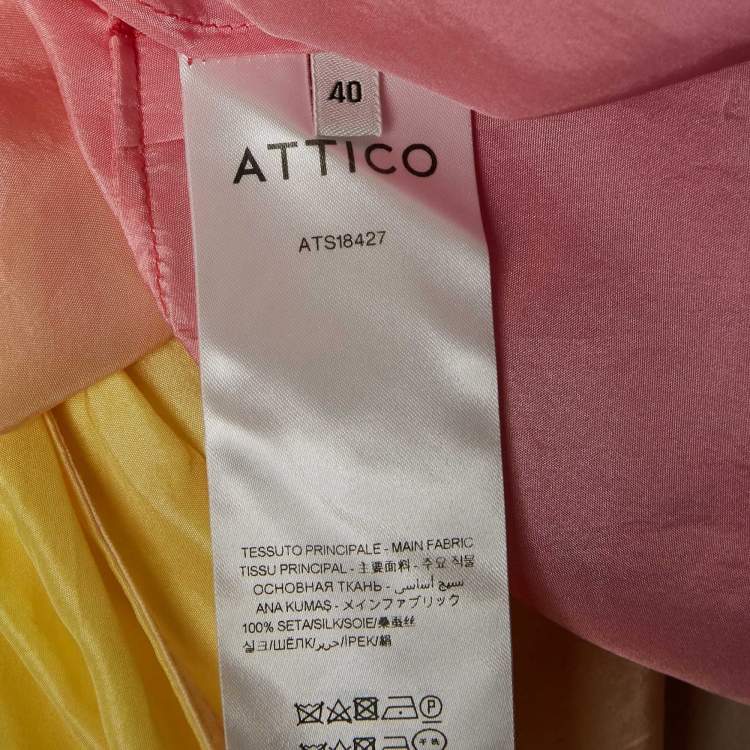 40
ATTICO
ATS18427
TESSUTO PRINCIPALE - MAIN FABRIC
TISSU PRINCIPAL - 主要面料 - 주요 직물
ОСНОВНАЯ ТКАНЬ - نسيج أساسي
ANA KUMAŞ - メインファブリック
100% SETA/SILK/SOIE/桑蚕丝
실크/ШЁЛК/حرير/İPEK/絹
P